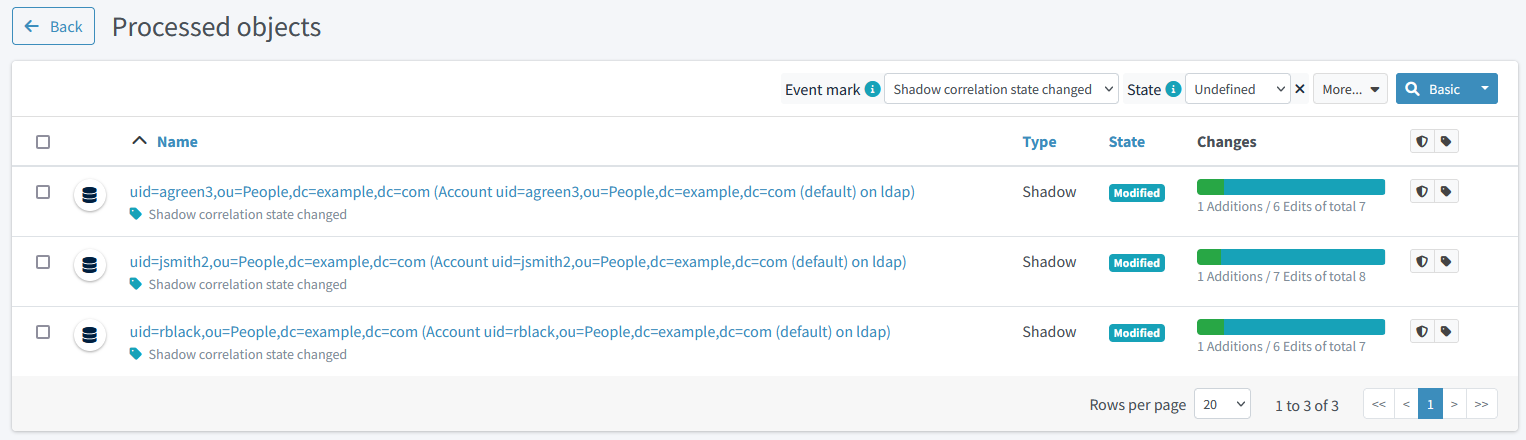 Back
Processed objects
Event mark Shadow correlation state changed State Undefined × More... Basic
Name Type State Changes
uid=agreen3,ou=People,dc=example,dc=com (Account uid=agreen3,ou=People,dc=example,dc=com (default) on ldap) Shadow Modified
Shadow correlation state changed 1 Additions / 6 Edits of total 7
uid=jsmith2,ou=People,dc=example,dc=com (Account uid=jsmith2,ou=People,dc=example,dc=com (default) on ldap) Shadow Modified
Shadow correlation state changed 1 Additions / 7 Edits of total 8
uid=rblack,ou=People,dc=example,dc=com (Account uid=rblack,ou=People,dc=example,dc=com (default) on ldap) Shadow Modified
Shadow correlation state changed 1 Additions / 6 Edits of total 7
Rows per page 20 1 to 3 of 3 << < 1 > >>